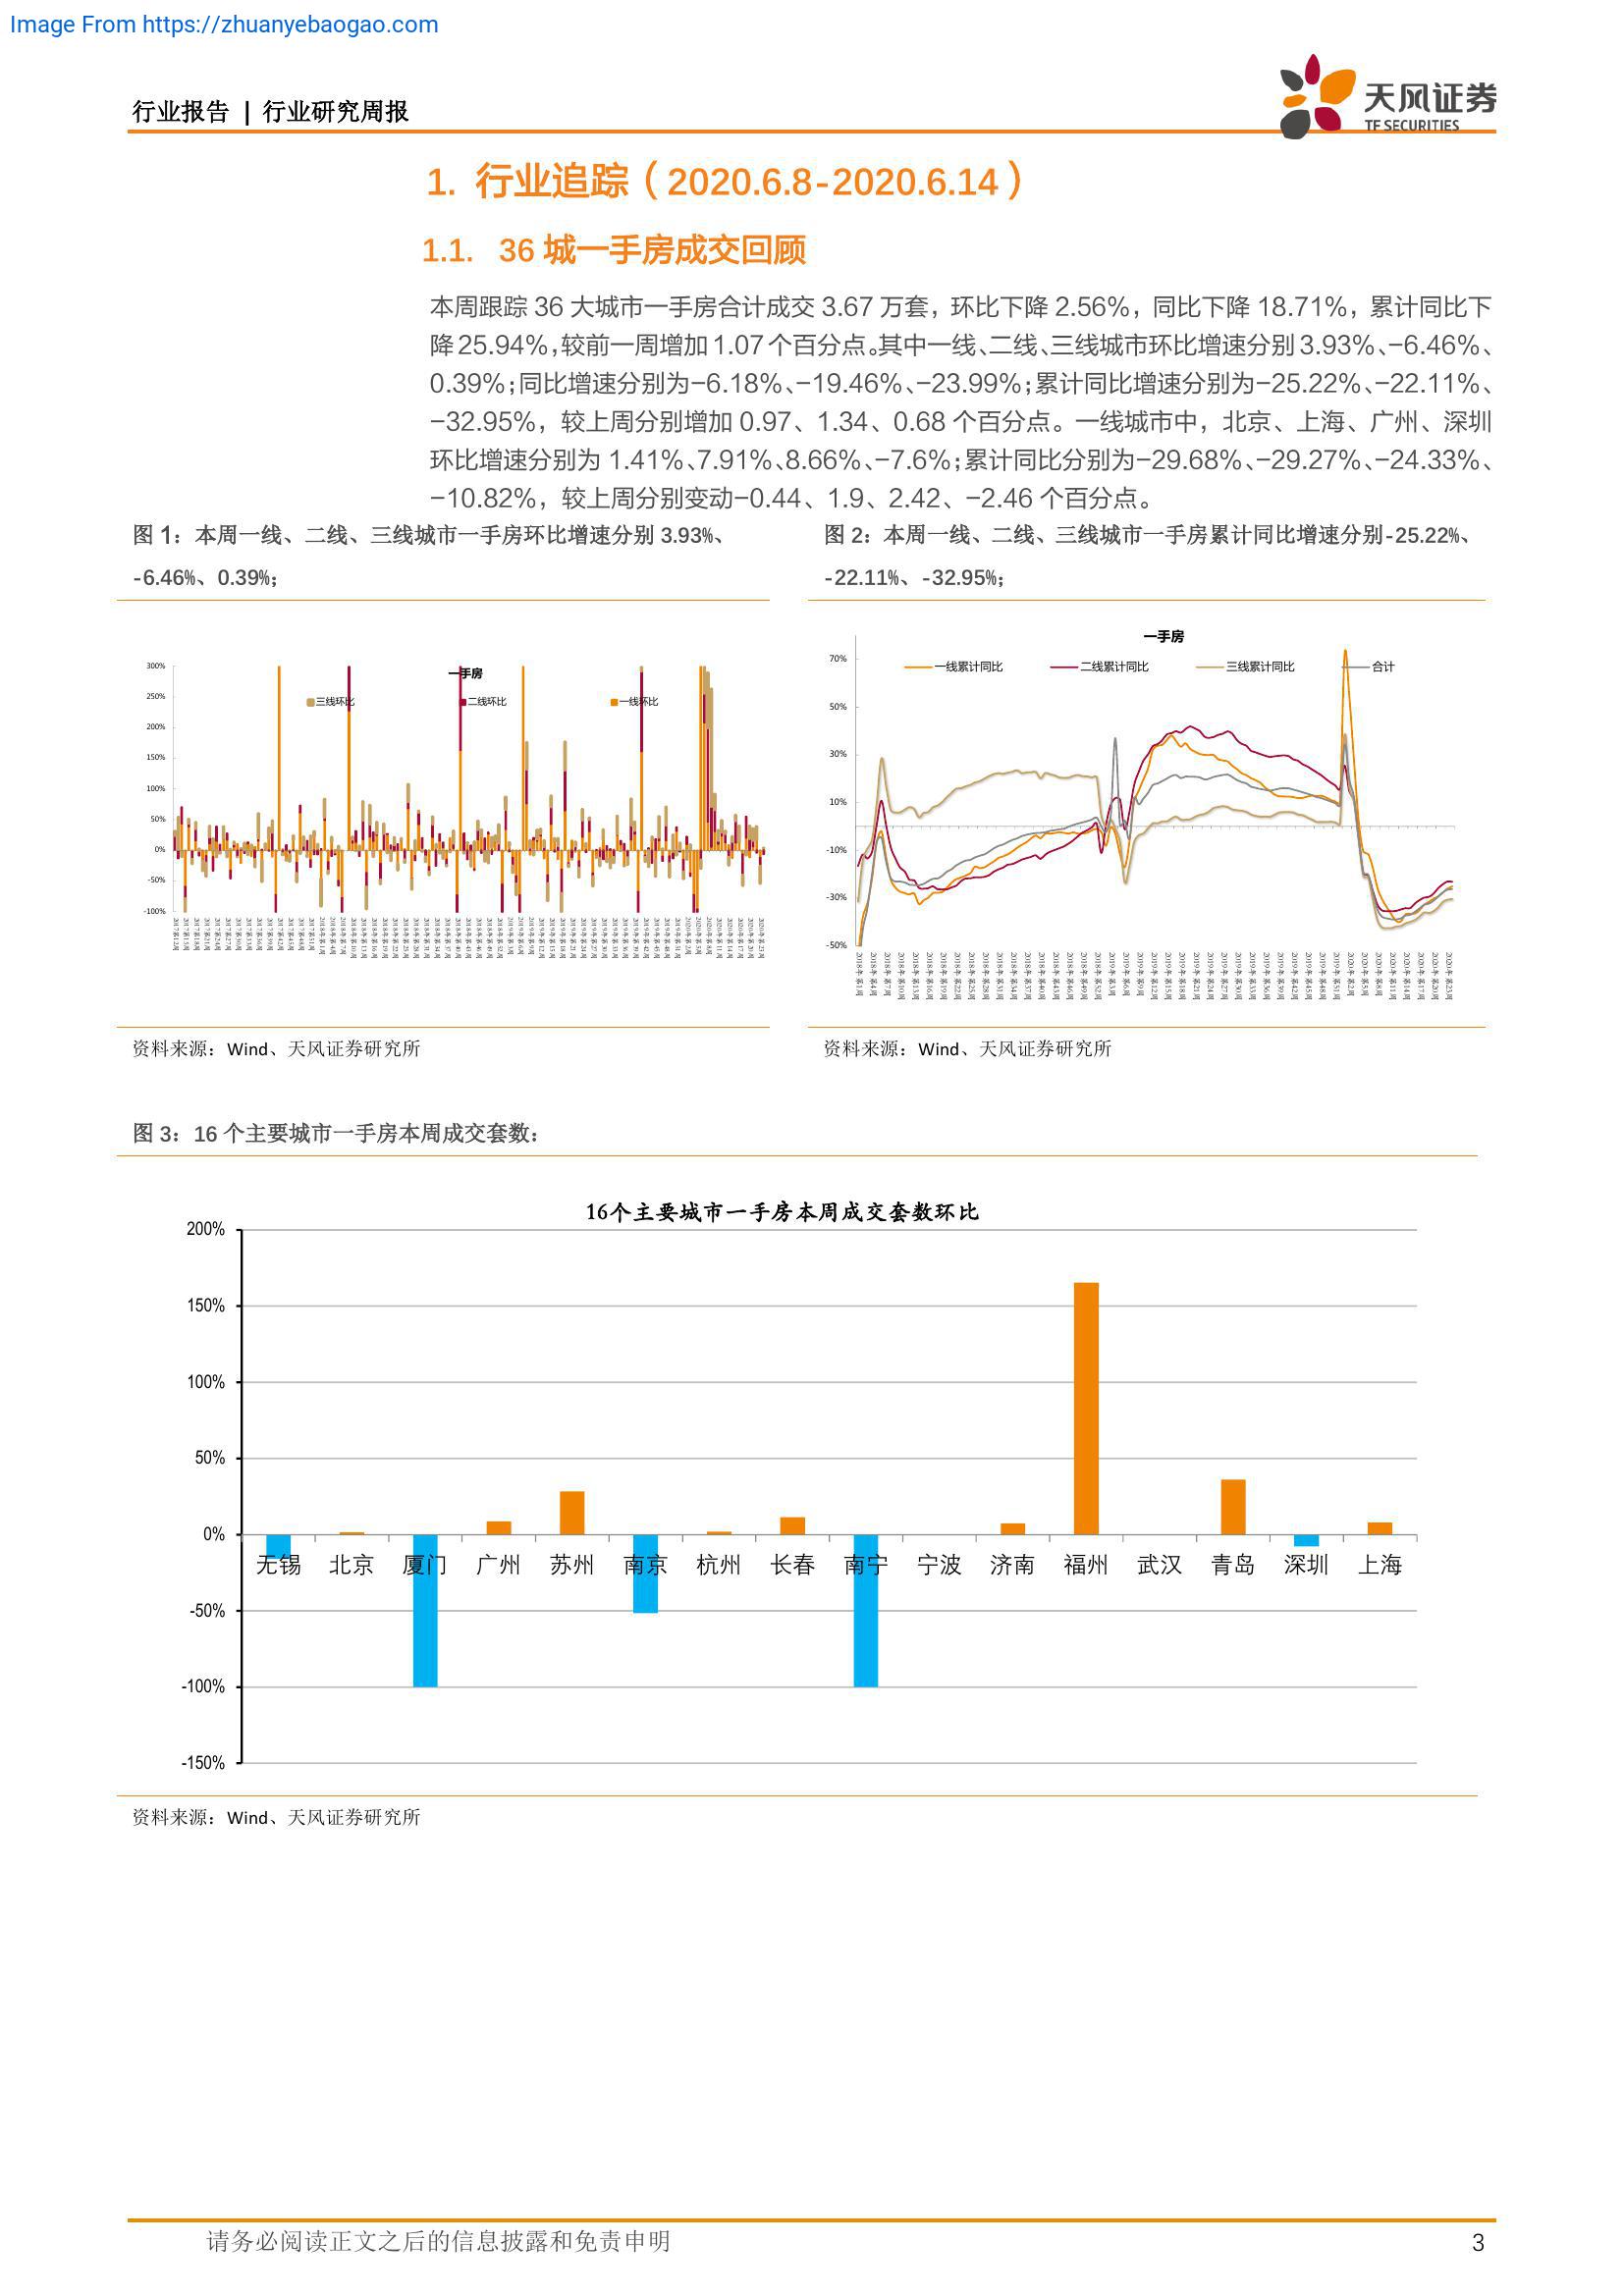 Image From https://zhuanyebaogao.com
行业报告 | 行业研究周报
天风证券
TF SECURITIES
1. 行业追踪（2020.6.8-2020.6.14）
1.1. 36 城一手房成交回顾
本周跟踪 36 大城市一手房合计成交 3.67 万套，环比下降 2.56%，同比下降 18.71%，累计同比下
降 25.94%，较前一周增加 1.07 个百分点。其中一线、二线、三线城市环比增速分别 3.93%、-6.46%、
0.39%；同比增速分别为-6.18%、-19.46%、-23.99%；累计同比增速分别为-25.22%、-22.11%、
-32.95%，较上周分别增加 0.97、1.34、0.68 个百分点。一线城市中，北京、上海、广州、深圳
环比增速分别为 1.41%、7.91%、8.66%、-7.6%；累计同比分别为-29.68%、-29.27%、-24.33%、
-10.82%，较上周分别变动-0.44、1.9、2.42、-2.46 个百分点。
图 1：本周一线、二线、三线城市一手房环比增速分别 3.93%、
-6.46%、0.39%；
图 2：本周一线、二线、三线城市一手房累计同比增速分别-25.22%、
-22.11%、-32.95%；
一手房
三线环比 二线环比 一线环比
300%
250%
200%
150%
100%
50%
0%
-50%
-100%
一手房
一线累计同比 二线累计同比 三线累计同比 合计
70%
50%
30%
10%
-10%
-30%
-50%
资料来源：Wind、天风证券研究所
资料来源：Wind、天风证券研究所
图 3：16 个主要城市一手房本周成交套数：
16个主要城市一手房本周成交套数环比
200%
150%
100%
50%
0%
-50%
-100%
-150%
无锡 北京 厦门 广州 苏州 南京 杭州 长春 南宁 宁波 济南 福州 武汉 青岛 深圳 上海
资料来源：Wind、天风证券研究所
请务必阅读正文之后的信息披露和免责申明
3